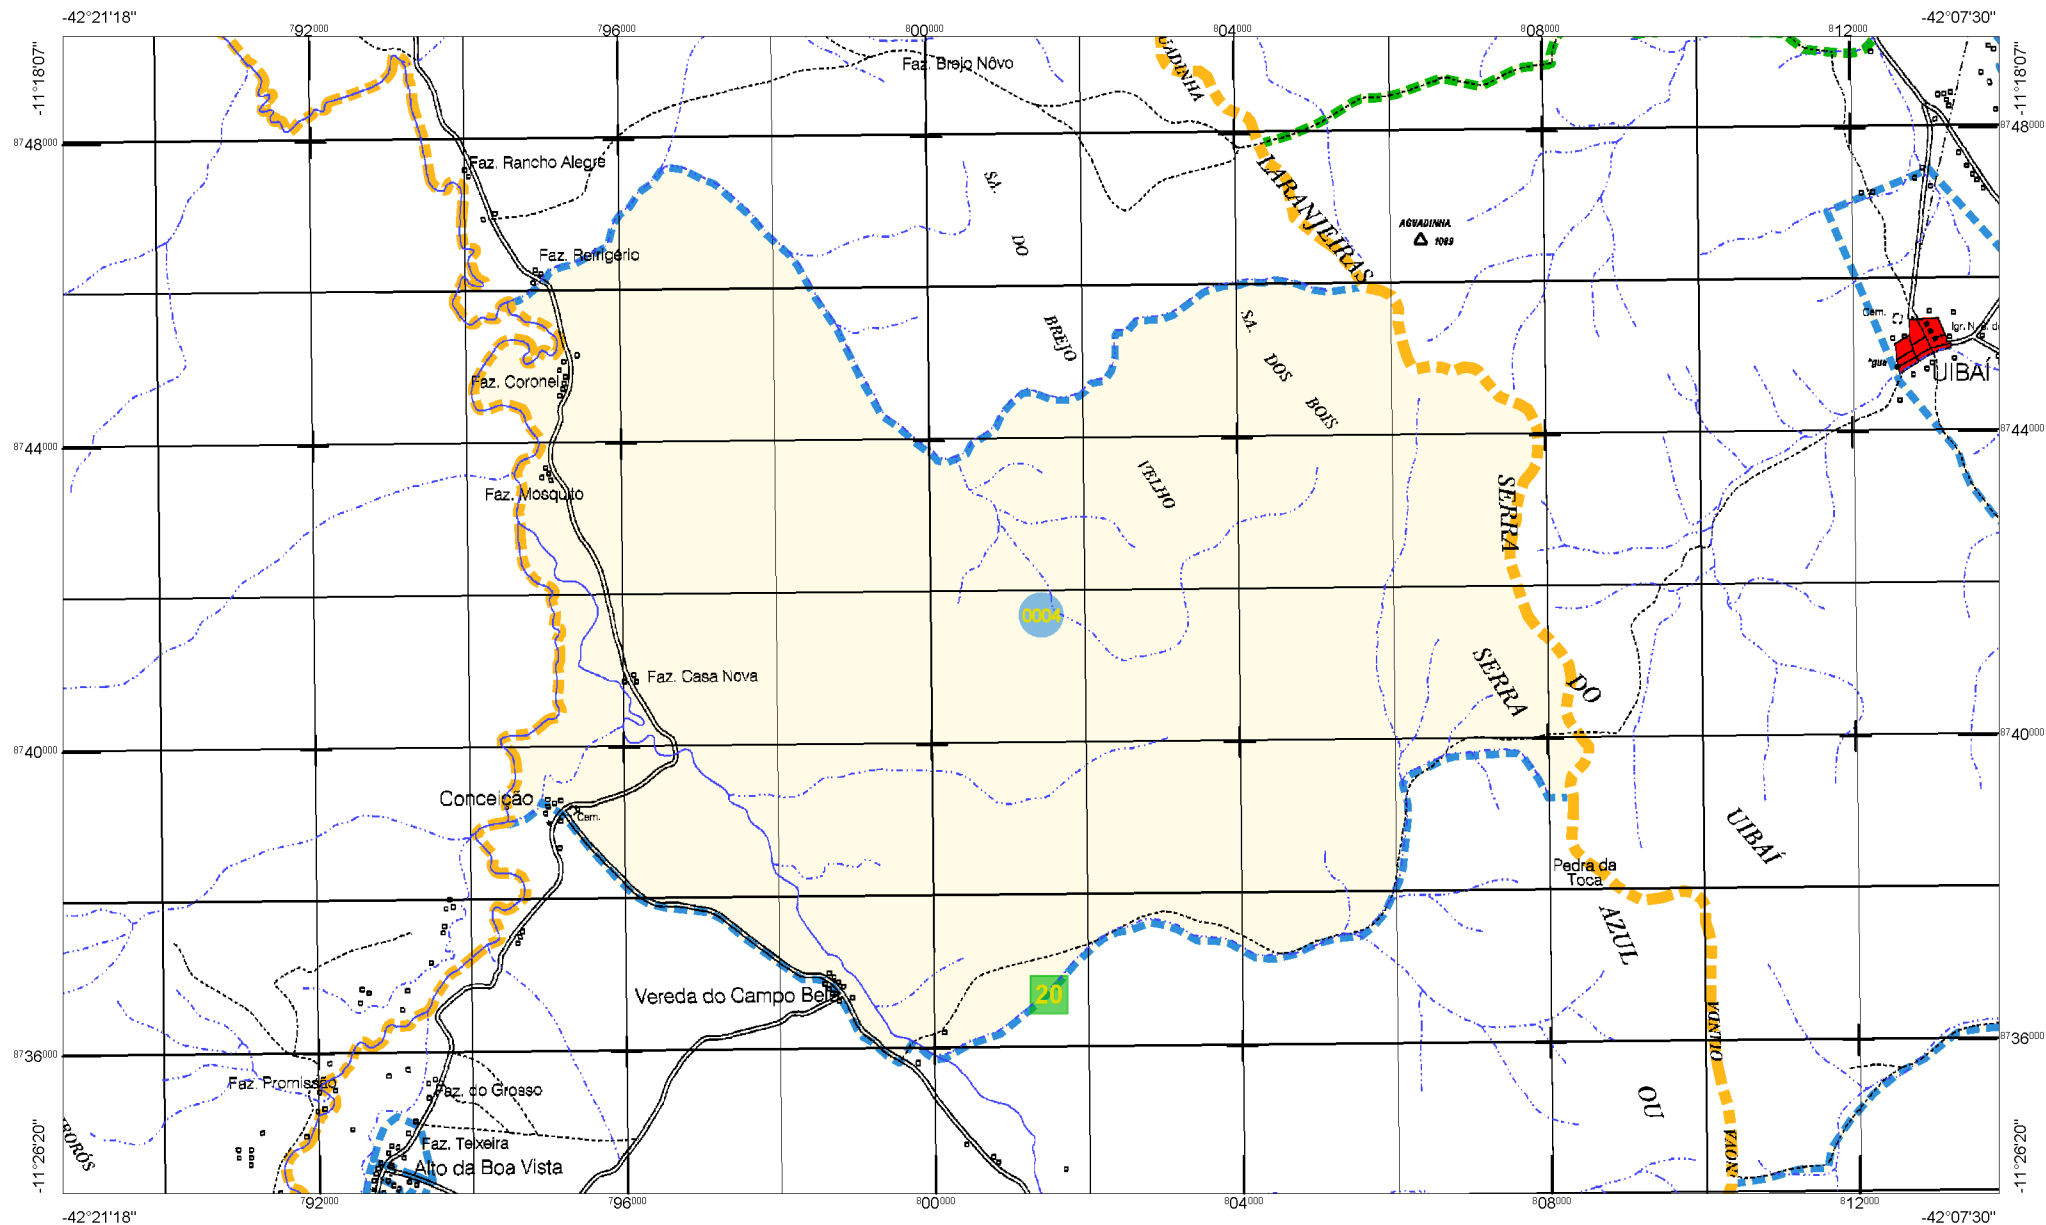 -42°21'18" -42°07'30"
792000 796000 800000 804000 808000 812000
-11°18'07" -11°18'07"
Faz. Brejo Nôvo
8748000 8748000
Faz. Rancho Alegre
SA.
LARANJEIRAS
AGUADINHA
1089
DO
Faz. Refrigério
BREJO
SA.
Cem.
Igr. N. S. d
DOS
Faz. Coronel
UIBAÍ
BOIS
8744000 8744000
VELHO
Faz. Mosquito
SERRA
0004
Faz. Casa Nova
SERRA
DO
8740000 8740000
Conceição
Cem.
UIBAÍ
Pedra da
Toca
AZUL
Vereda do Campo Belo
20
OLINDA
8736000 8736000
Faz. Promissão
Faz. do Grosso
OU
Faz. Teixeira
NOVA
Alto da Boa Vista
-11°26'20" -11°26'20"
792000 796000 800000 804000 808000 812000
-42°21'18" -42°07'30"